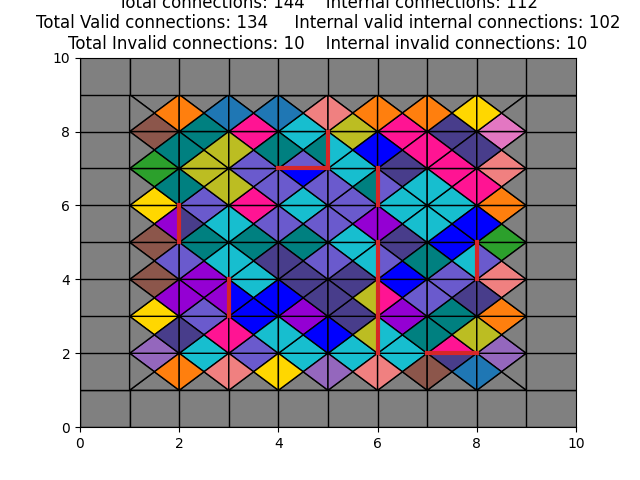 Total connections: 144    Internal connections: 112
Total Valid connections: 134     Internal valid internal connections: 102
Total Invalid connections: 10    Internal invalid connections: 10
10
8
6
4
2
0
0 2 4 6 8 10